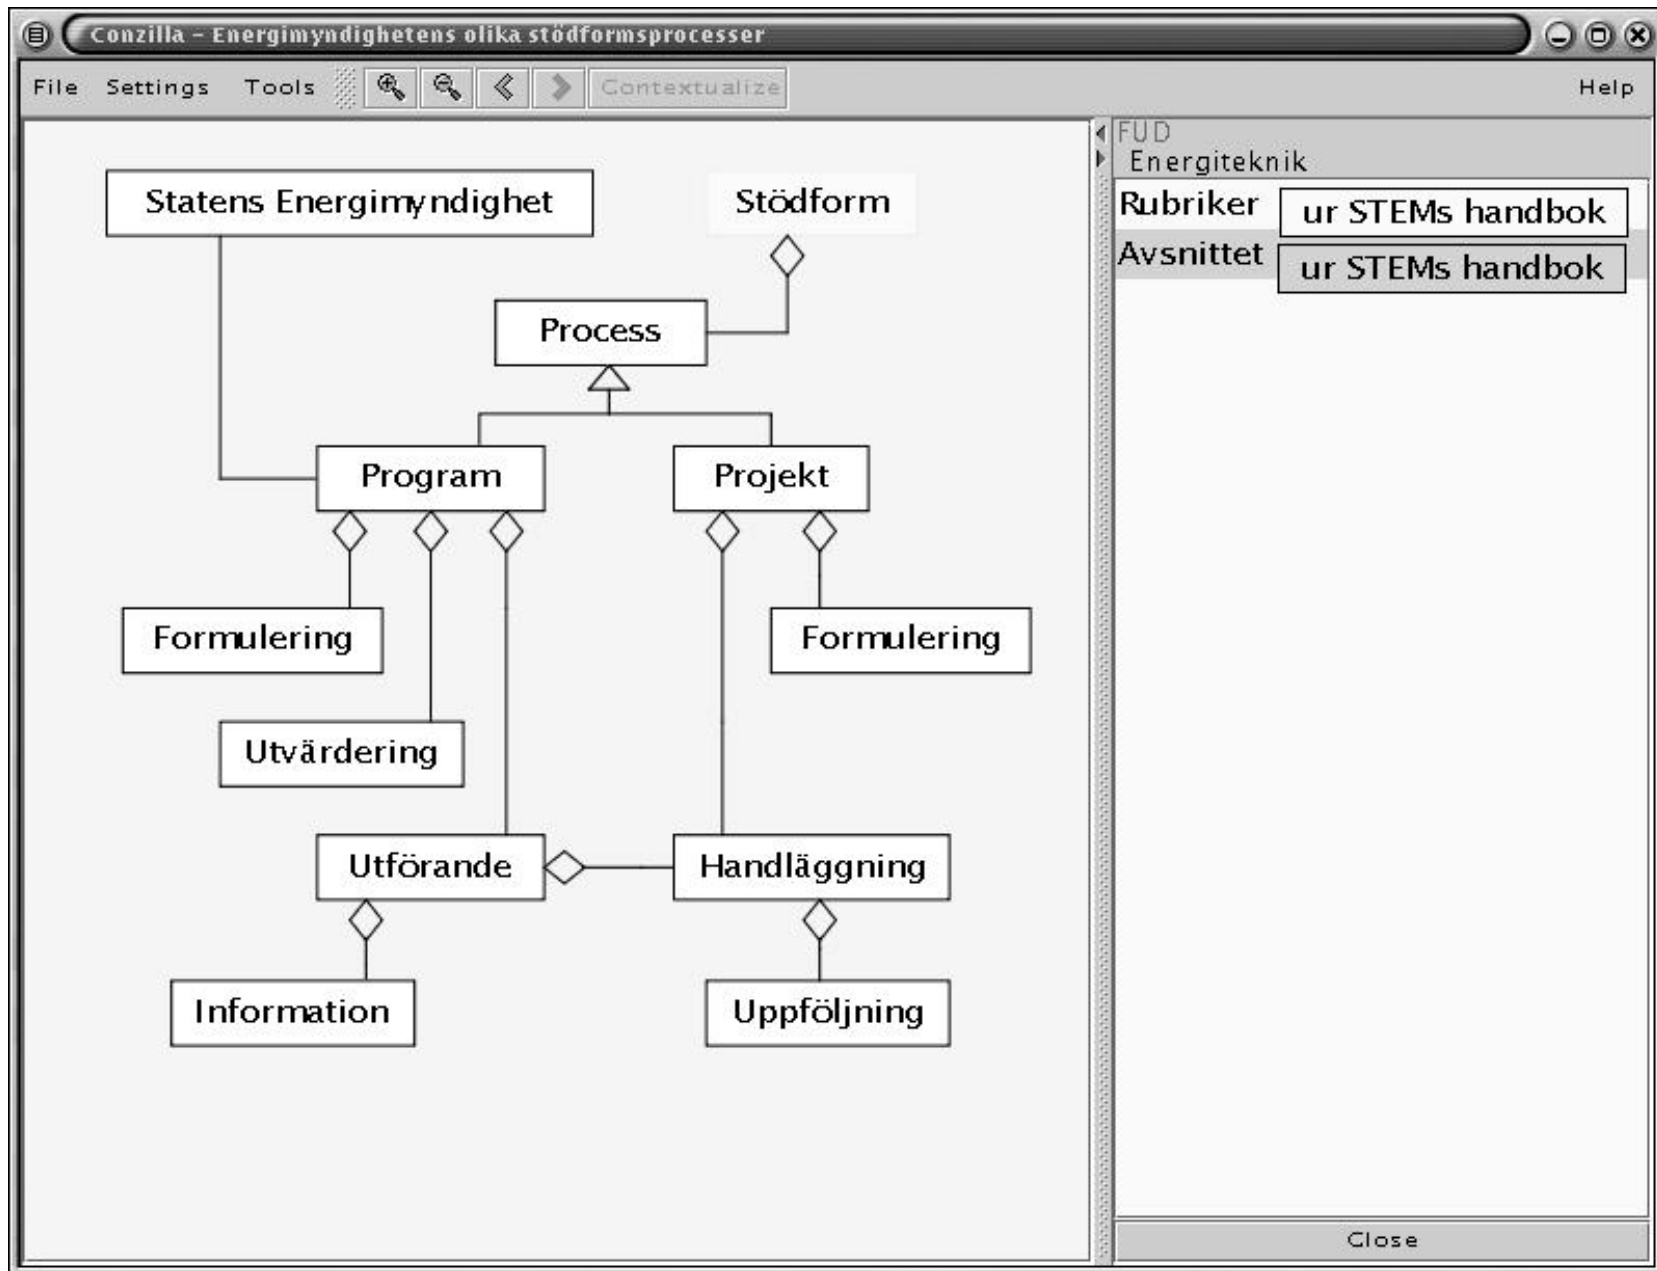 Conzilla – Energimyndighetens olika stödformsprocesser
File Settings Tools Contextualize Help
Statens Energimyndighet
Stödform
Process
Program
Projekt
Formulering
Formulering
Utvärdering
Utförande
Handläggning
Information
Uppföljning
FUD
Energiteknik
Rubriker ur STEMs handbok
Avsnittet ur STEMs handbok
Close